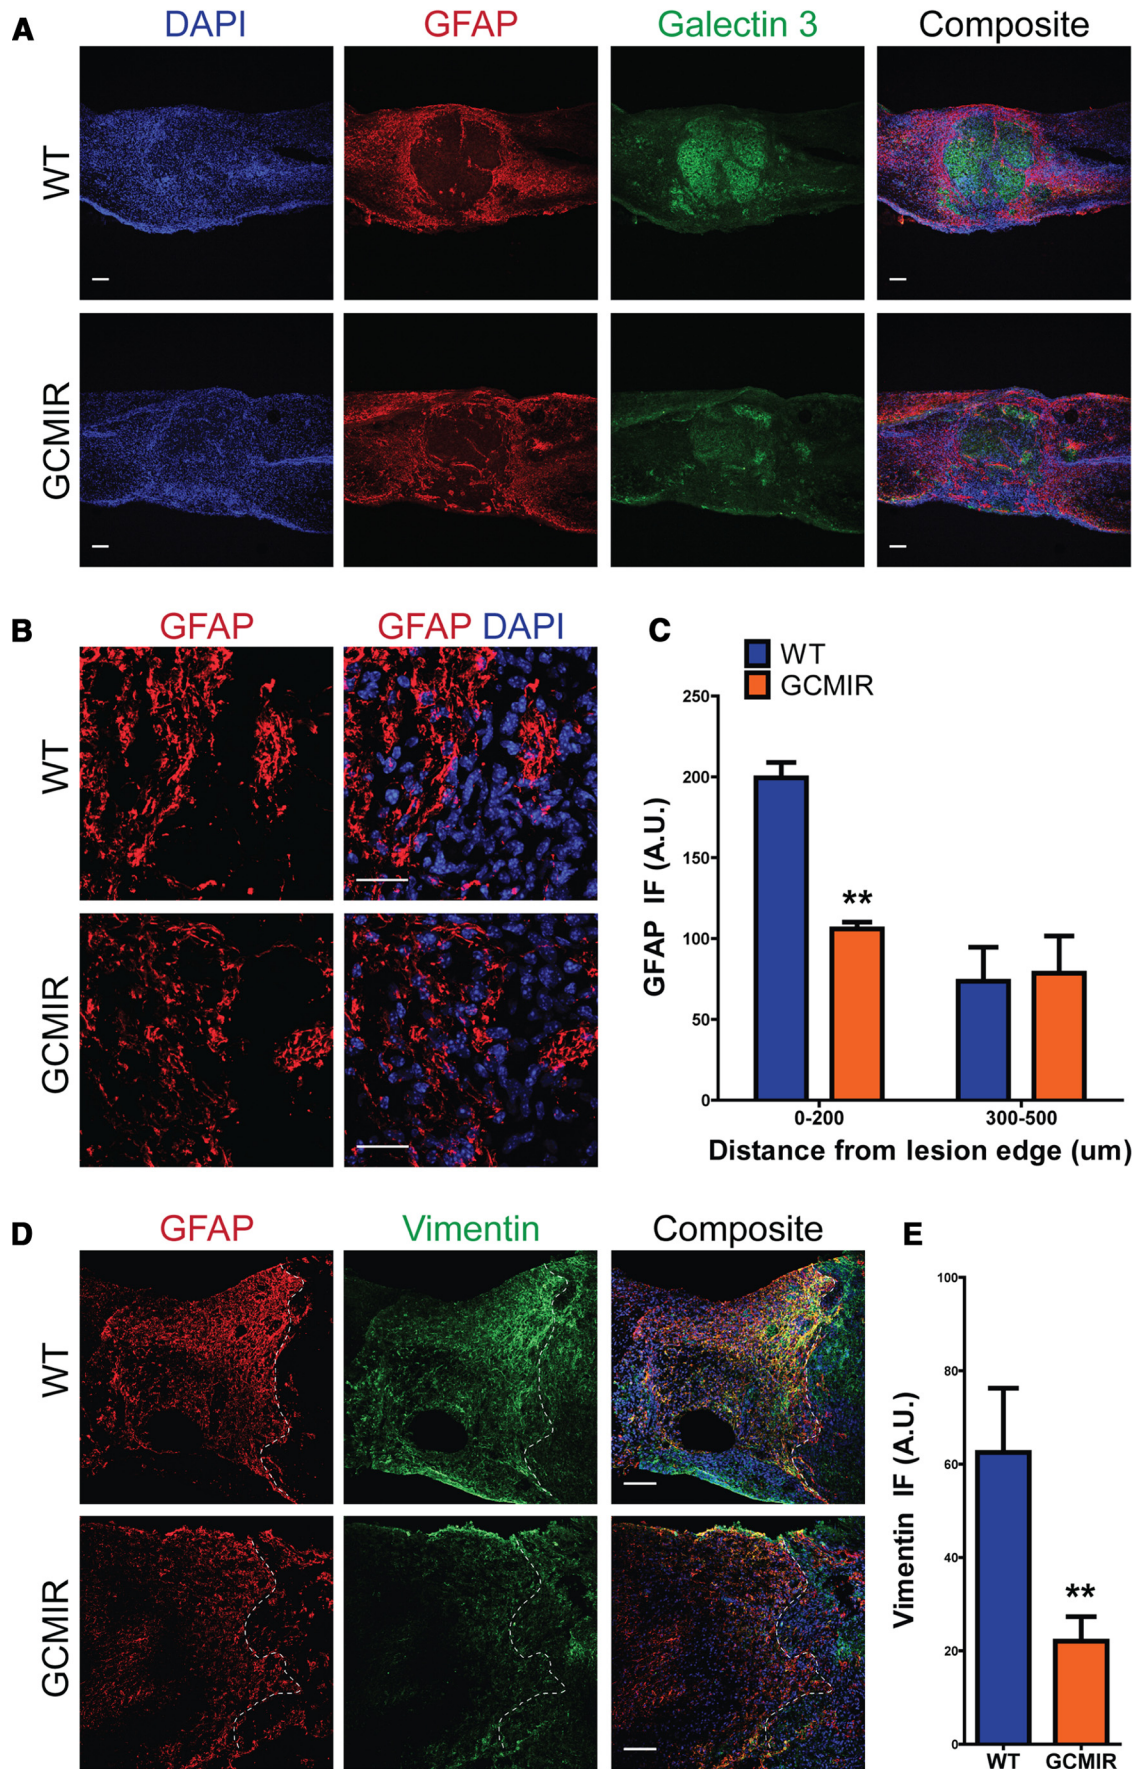 A
DAPI GFAP Galectin 3 Composite
WT
GCMIR
B
GFAP GFAP DAPI
WT
GCMIR
C
WT
GCMIR
250
200
150
100
50
0
GFAP IF (A.U.)
**
0-200 300-500
Distance from lesion edge (um)
D
GFAP Vimentin Composite
WT
GCMIR
E
100
80
60
40
20
0
Vimentin IF (A.U.)
**
WT GCMIR